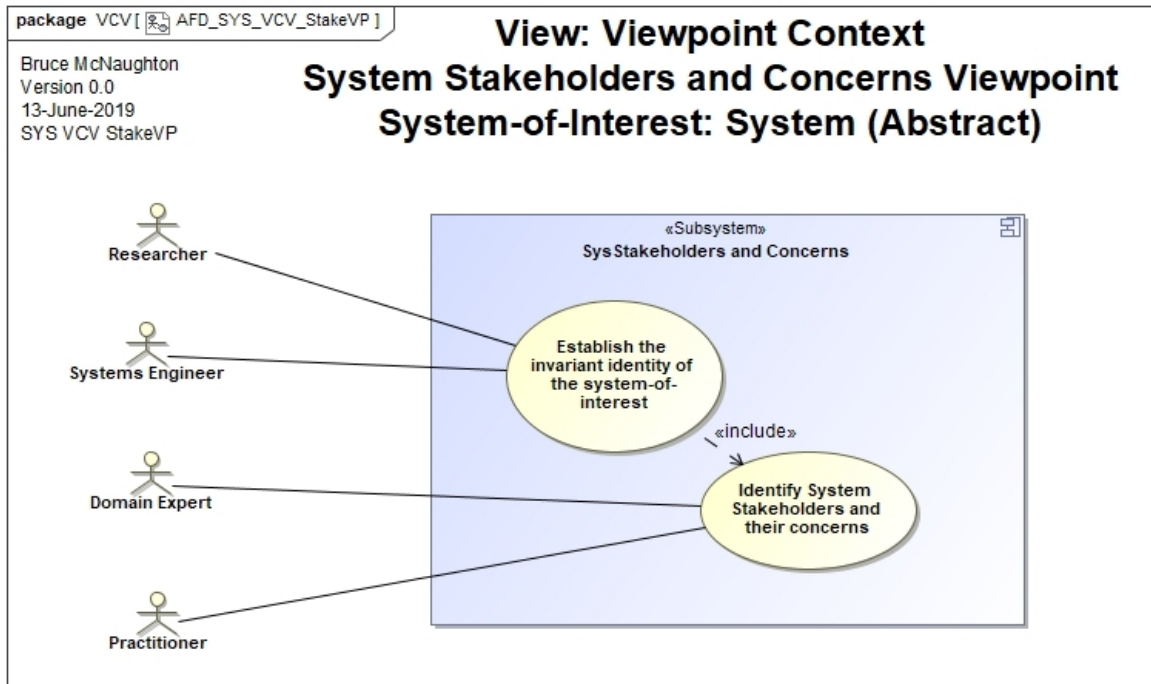 package VCV [ AFD_SYS_VCV_StakeVP ]
View: Viewpoint Context
System Stakeholders and Concerns Viewpoint
System-of-Interest: System (Abstract)
Bruce McNaughton
Version 0.0
13-June-2019
SYS VCV StakeVP
Researcher
Systems Engineer
Domain Expert
Practitioner
«Subsystem»
SysStakeholders and Concerns
Establish the
invariant identity of
the system-of-
interest
«include»
Identify System
Stakeholders and
their concerns